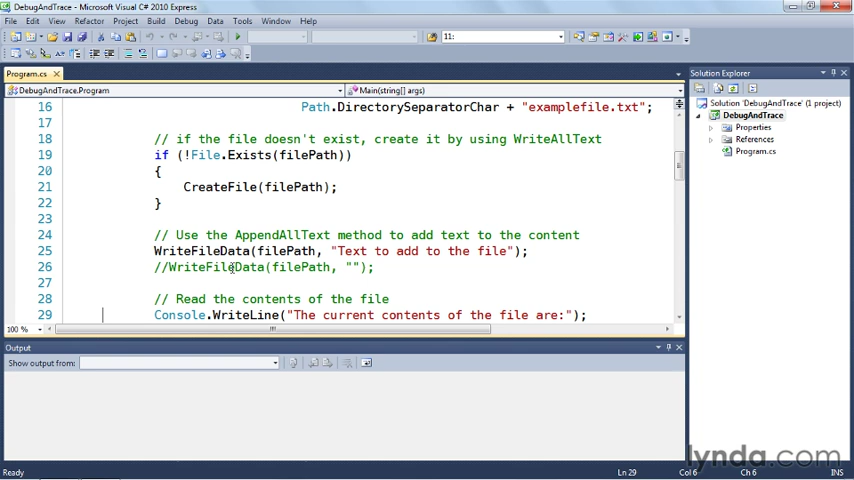 DebugAndTrace - Microsoft Visual C# 2010 Express
File Edit View Refactor Project Build Debug Data Tools Window Help
11:
Program.cs
Solution Explorer
DebugAndTrace.Program
Main(string[] args)
Solution 'DebugAndTrace' (1 project)
DebugAndTrace
Properties
References
Program.cs
16 Path.DirectorySeparatorChar + "examplefile.txt";
17
18 // if the file doesn't exist, create it by using WriteAllText
19 if (!File.Exists(filePath))
20 {
21 CreateFile(filePath);
22 }
23
24 // Use the AppendAllText method to add text to the content
25 WriteFileData(filePath, "Text to add to the file");
26 //WriteFileData(filePath, "");
27
28 // Read the contents of the file
29 Console.WriteLine("The current contents of the file are:");
100 %
Output
Show output from:
lynda.com
Ready
Ln 29 Col 6 Ch 6 INS